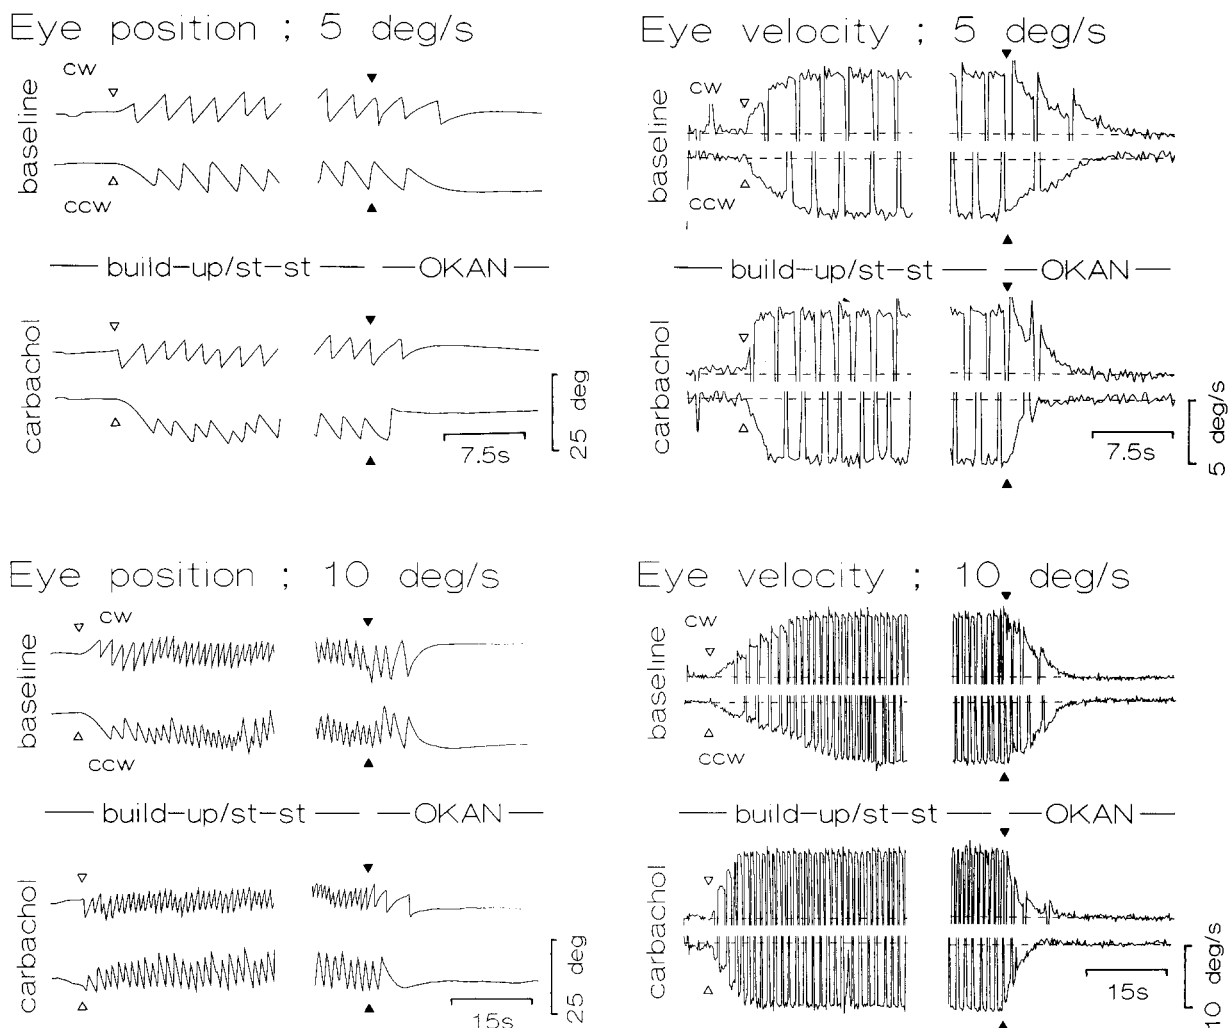 Eye position ; 5 deg/s
Eye velocity ; 5 deg/s
baseline
CW
CCW
baseline
CW
CCW
build-up/st-st
OKAN
build-up/st-st
OKAN
carbachol
25 deg
7.5s
carbachol
7.5s
5 deg/s
Eye position ; 10 deg/s
Eye velocity ; 10 deg/s
baseline
CW
CCW
baseline
CW
CCW
build-up/st-st
OKAN
build-up/st-st
OKAN
carbachol
25 deg
15s
carbachol
15s
10 deg/s